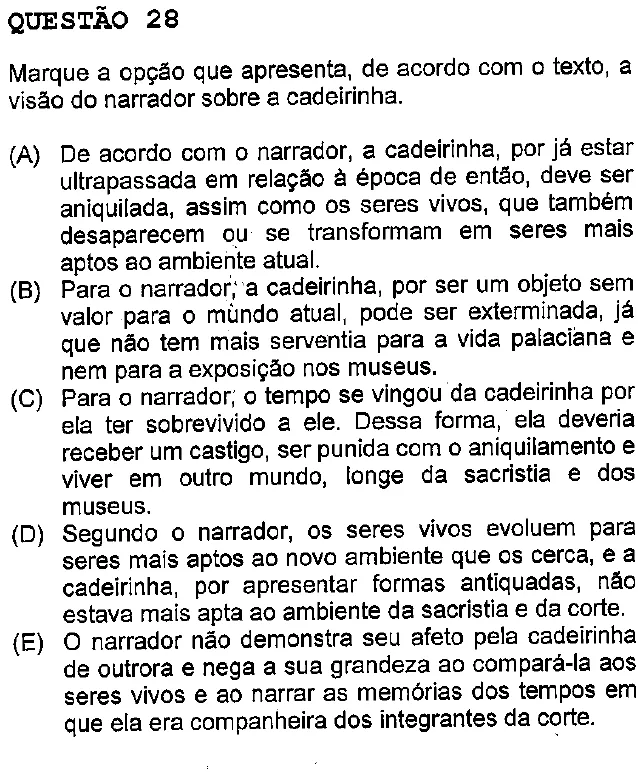 QUESTÃO 28
Marque a opção que apresenta, de acordo com o texto, a
visão do narrador sobre a cadeirinha.
(A) De acordo com o narrador, a cadeirinha, por já estar
ultrapassada em relação à época de então, deve ser
aniquilada, assim como os seres vivos, que também
desaparecem ou se transformam em seres mais
aptos ao ambiente atual.
(B) Para o narrador, a cadeirinha, por ser um objeto sem
valor para o mundo atual, pode ser exterminada, já
que não tem mais serventia para a vida palaciana e
nem para a exposição nos museus.
(C) Para o narrador, o tempo se vingou da cadeirinha por
ela ter sobrevivido a ele. Dessa forma, ela deveria
receber um castigo, ser punida com o aniquilamento e
viver em outro mundo, longe da sacristia e dos
museus.
(D) Segundo o narrador, os seres vivos evoluem para
seres mais aptos ao novo ambiente que os cerca, e a
cadeirinha, por apresentar formas antiquadas, não
estava mais apta ao ambiente da sacristia e da corte.
(E) O narrador não demonstra seu afeto pela cadeirinha
de outrora e nega a sua grandeza ao compará-la aos
seres vivos e ao narrar as memórias dos tempos em
que ela era companheira dos integrantes da corte.